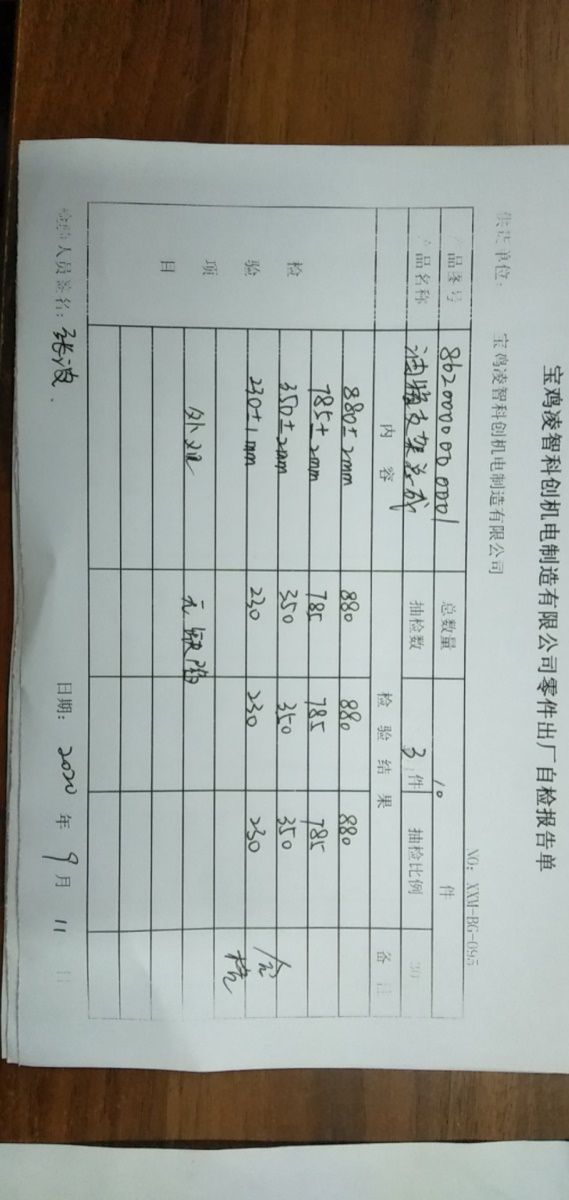 宝鸡凌智科创机电制造有限公司零件出厂自检报告单
NO: XXM-BG-095
供货单位: 宝鸡凌智科创机电制造有限公司
产品图号 总数量 10 件
产品名称 油箱支架总成 抽检数 3 件 抽检比例 30
检验项目 内容 检验结果 备注
880±2mm 880 880 880
785±2mm 785 785 785
350±2mm 350 350 350
230±1mm 230 230 230 合格
外观 无缺陷
检验人员签名: 张波. 日期: 2020 年 9 月 11 日